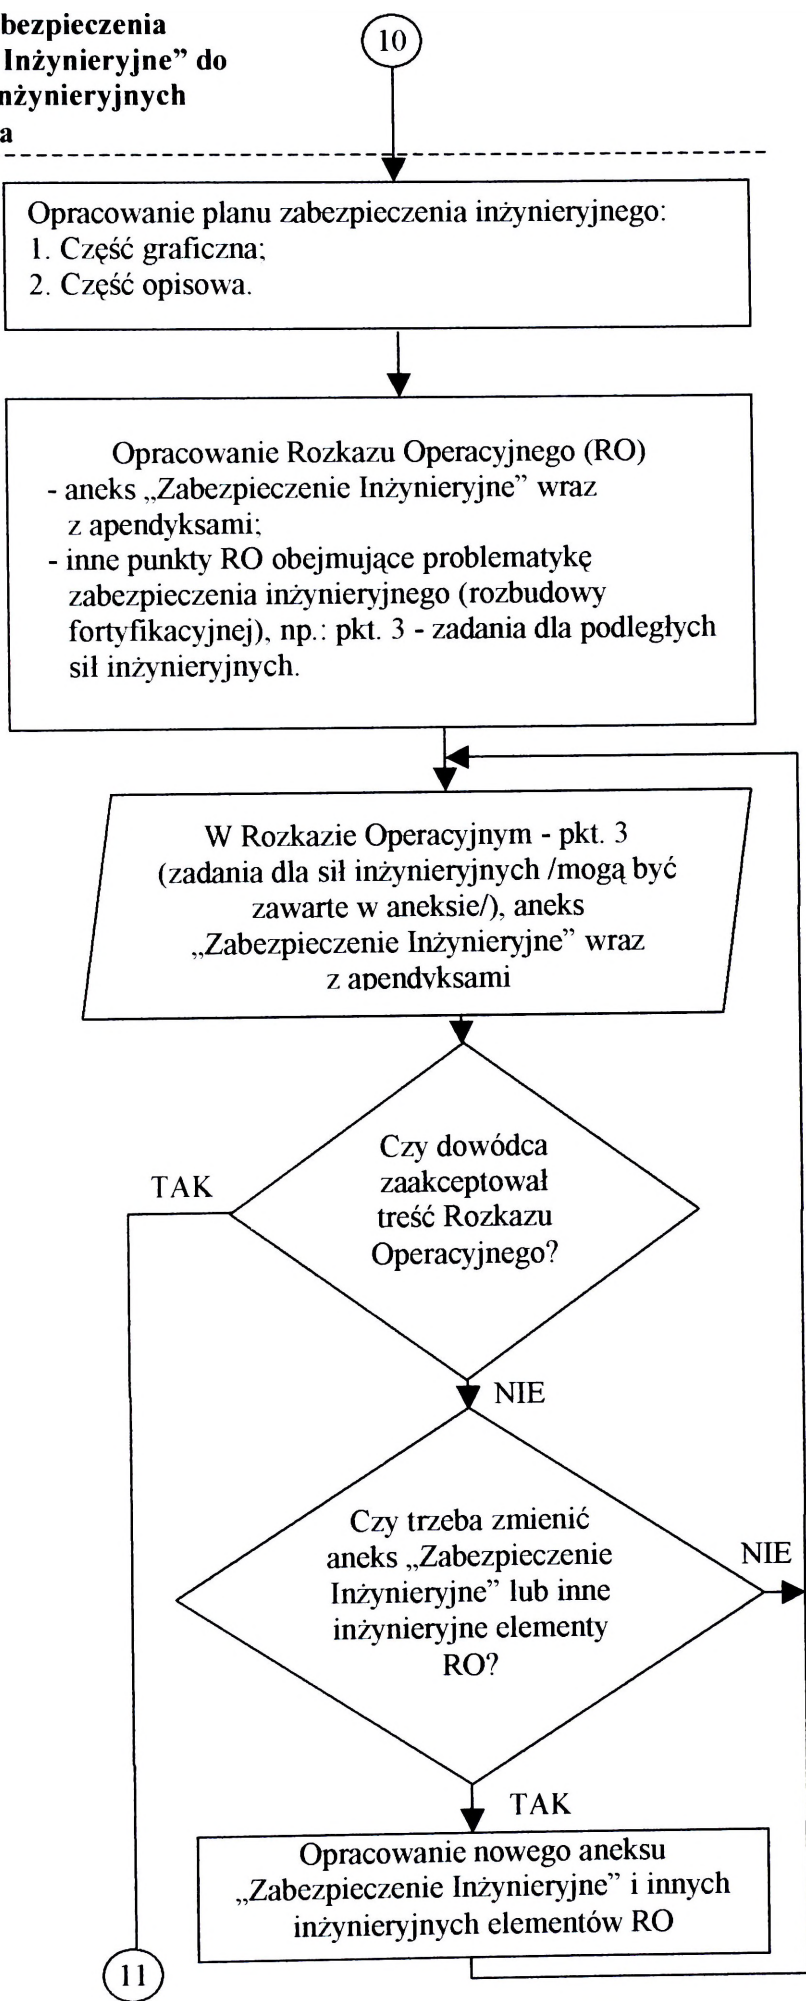 bezpieczenia
Inżynieryjne” do
nżynieryjnych
a
10
Opracowanie planu zabezpieczenia inżynieryjnego:
1. Część graficzna;
2. Część opisowa.
Opracowanie Rozkazu Operacyjnego (RO)
- aneks „Zabezpieczenie Inżynieryjne” wraz
z apendyksami;
- inne punkty RO obejmujące problematykę
zabezpieczenia inżynieryjnego (rozbudowy
fortyfikacyjnej), np.: pkt. 3 - zadania dla podległych
sił inżynieryjnych.
W Rozkazie Operacyjnym - pkt. 3
(zadania dla sił inżynieryjnych /mogą być
zawarte w aneksie/), aneks
„Zabezpieczenie Inżynieryjne” wraz
z apendyksami
Czy dowódca
zaakceptował
treść Rozkazu
Operacyjnego?
TAK
NIE
Czy trzeba zmienić
aneks „Zabezpieczenie
Inżynieryjne” lub inne
inżynieryjne elementy
RO?
NIE
TAK
Opracowanie nowego aneksu
„Zabezpieczenie Inżynieryjne” i innych
inżynieryjnych elementów RO
11